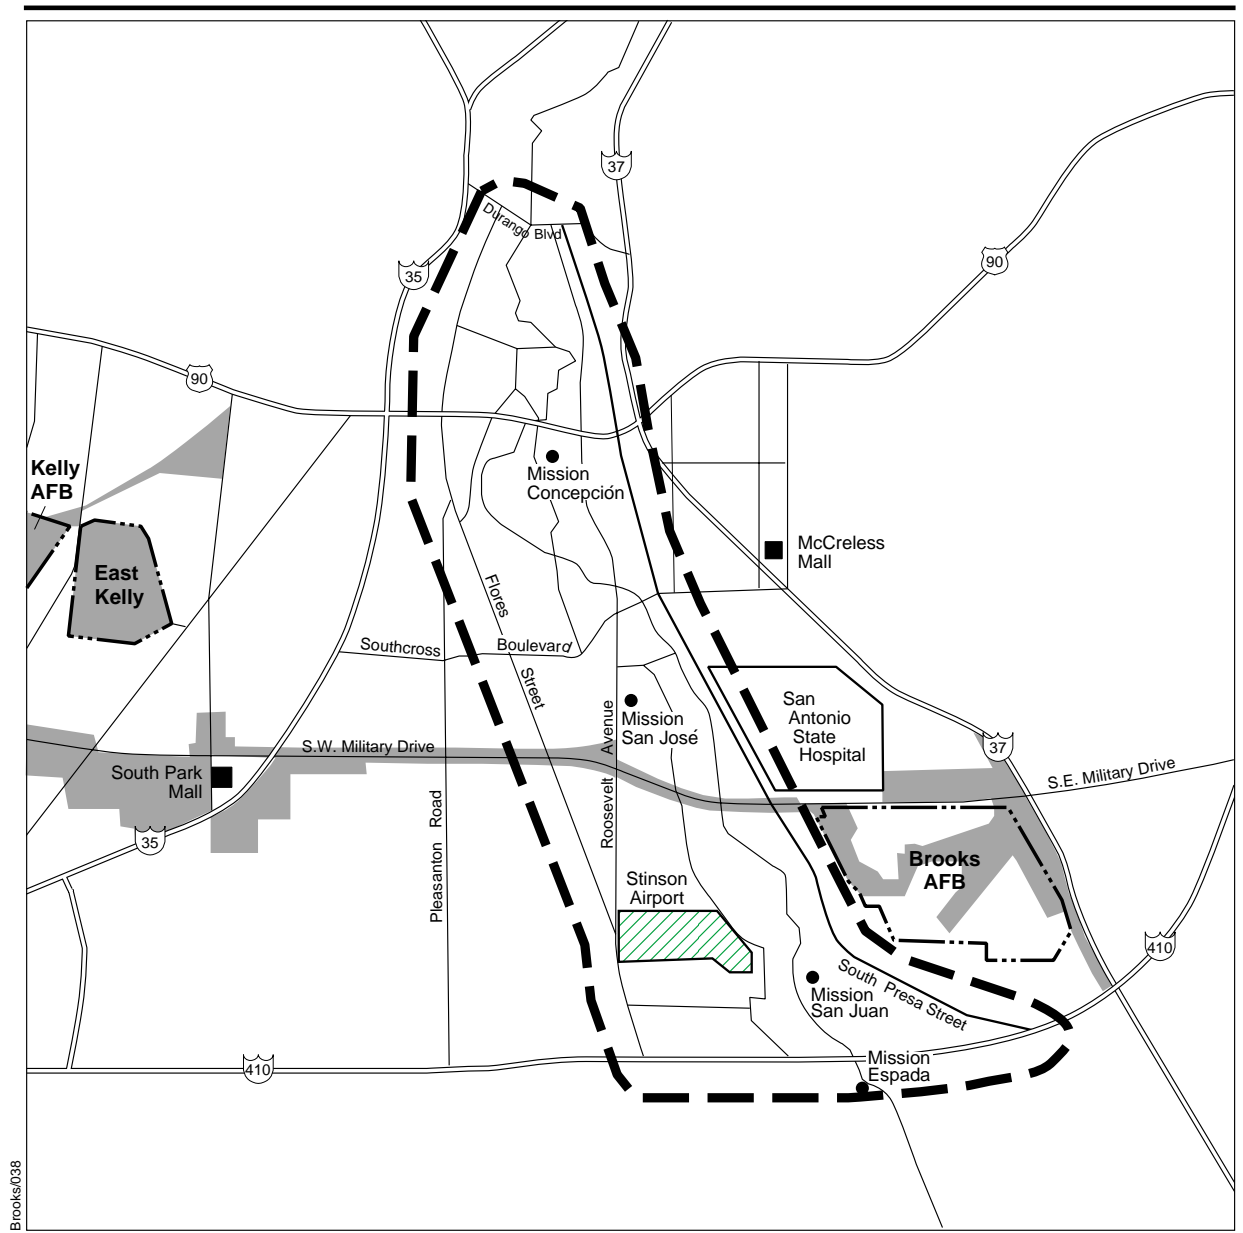 37
Durango Blvd
35
90
90
Kelly
AFB
Mission
Concepción
McCreless
Mall
East
Kelly
Flores
Street
Southcross
Boulevard
San
Antonio
State
Hospital
Mission
San José
Roosevelt Avenue
37
S.W. Military Drive
S.E. Military Drive
South Park
Mall
35
Pleasanton Road
Brooks
AFB
Stinson
Airport
410
South Presa Street
Mission
San Juan
Mission
Espada
410
Brooks/038